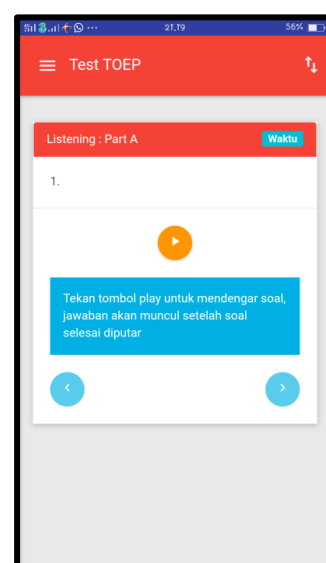 56%
Test TOEP
Listening : Part A
Waktu
1.
Tekan tombol play untuk mendengar soal,
jawaban akan muncul setelah soal
selesai diputar